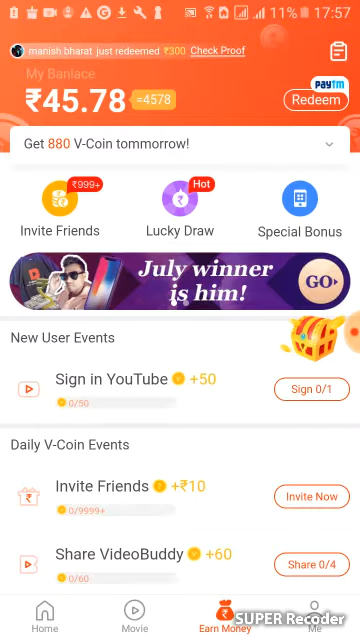 11% 17:57
manish bharat just redeemed ₹300 Check Proof
My Banlace
₹45.78 ≈4578
paytm
Redeem
Get 880 V-Coin tommorrow!
₹999+
Hot
Invite Friends
Lucky Draw
Special Bonus
July winner
is him!
GO
New User Events
Sign in YouTube +50
0/50
Sign 0/1
Daily V-Coin Events
Invite Friends +₹10
0/9999+
Invite Now
Share VideoBuddy +60
0/60
Share 0/4
Home
Movie
Earn Money
Me
SUPER Recoder